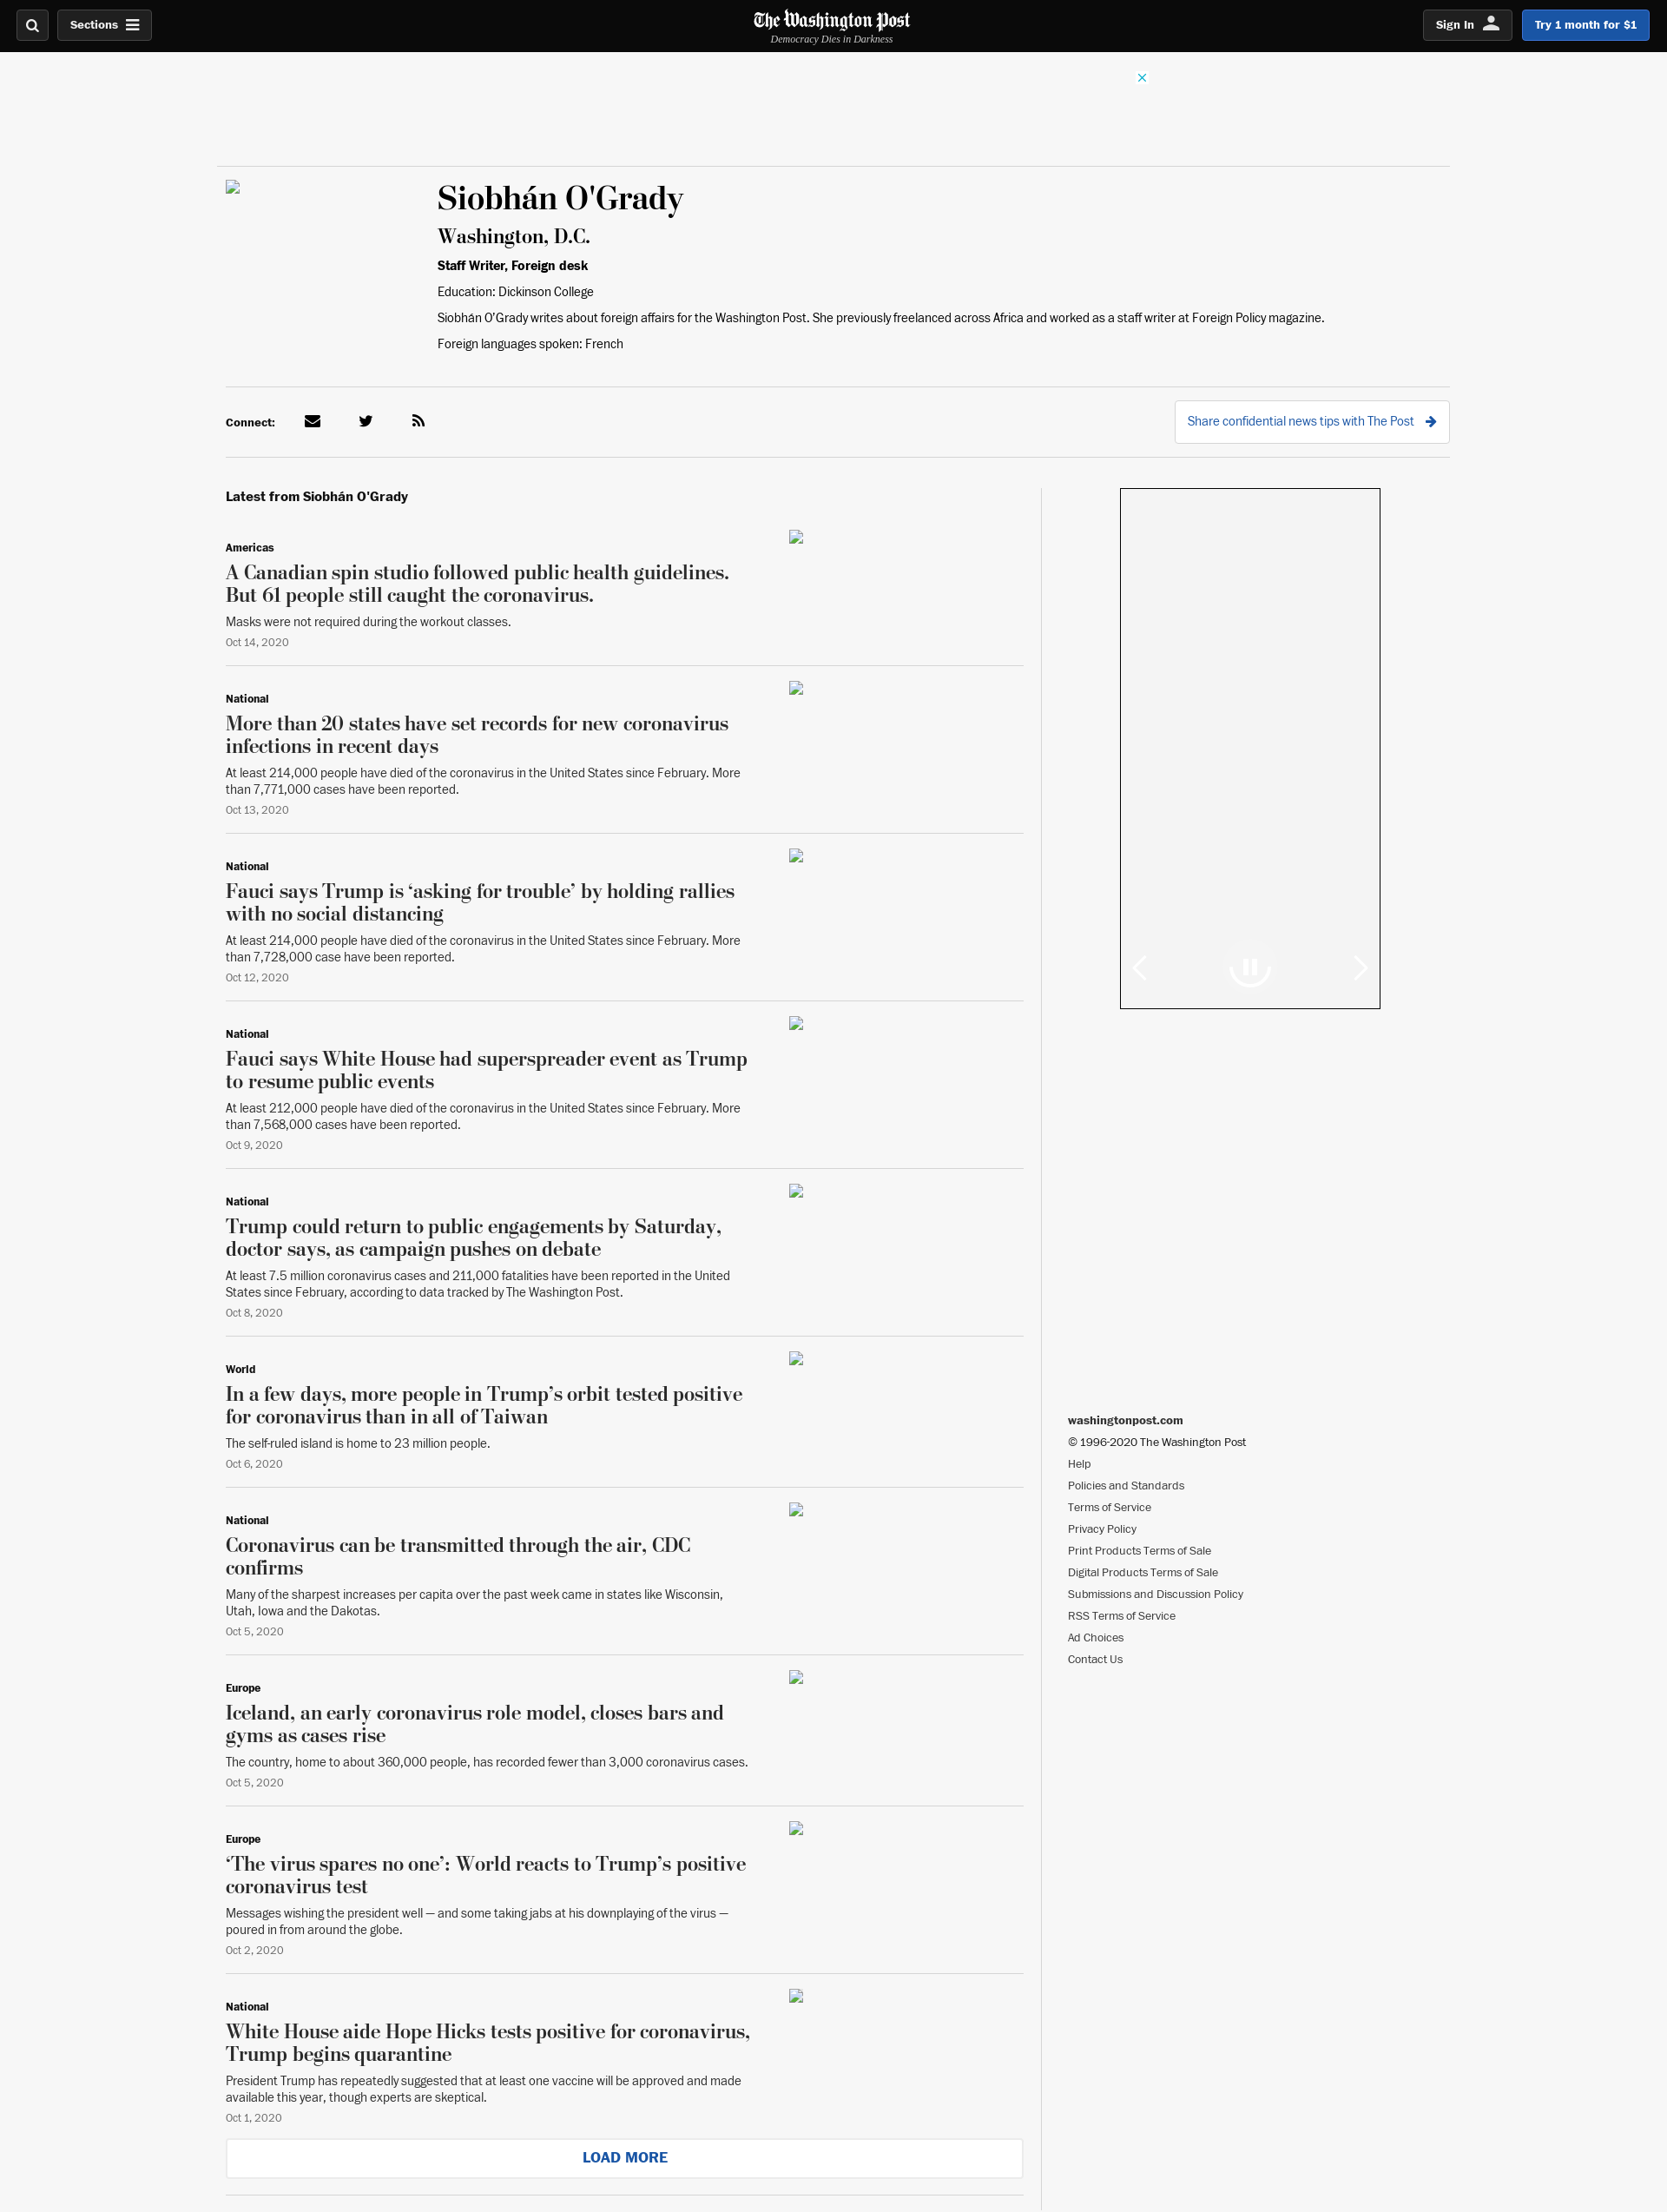 Sections
The Washington Post
Democracy Dies in Darkness
Sign In
Try 1 month for $1
Siobhán O'Grady
Washington, D.C.
Staff Writer, Foreign desk
Education: Dickinson College
Siobhán O'Grady writes about foreign affairs for the Washington Post. She previously freelanced across Africa and worked as a staff writer at Foreign Policy magazine.
Foreign languages spoken: French
Connect:
Share confidential news tips with The Post
Latest from Siobhán O'Grady
Americas
A Canadian spin studio followed public health guidelines.
But 61 people still caught the coronavirus.
Masks were not required during the workout classes.
Oct 14, 2020
National
More than 20 states have set records for new coronavirus
infections in recent days
At least 214,000 people have died of the coronavirus in the United States since February. More
than 7,771,000 cases have been reported.
Oct 13, 2020
National
Fauci says Trump is ‘asking for trouble’ by holding rallies
with no social distancing
At least 214,000 people have died of the coronavirus in the United States since February. More
than 7,728,000 case have been reported.
Oct 12, 2020
National
Fauci says White House had superspreader event as Trump
to resume public events
At least 212,000 people have died of the coronavirus in the United States since February. More
than 7,568,000 cases have been reported.
Oct 9, 2020
National
Trump could return to public engagements by Saturday,
doctor says, as campaign pushes on debate
At least 7.5 million coronavirus cases and 211,000 fatalities have been reported in the United
States since February, according to data tracked by The Washington Post.
Oct 8, 2020
World
In a few days, more people in Trump’s orbit tested positive
for coronavirus than in all of Taiwan
The self-ruled island is home to 23 million people.
Oct 6, 2020
National
Coronavirus can be transmitted through the air, CDC
confirms
Many of the sharpest increases per capita over the past week came in states like Wisconsin,
Utah, Iowa and the Dakotas.
Oct 5, 2020
Europe
Iceland, an early coronavirus role model, closes bars and
gyms as cases rise
The country, home to about 360,000 people, has recorded fewer than 3,000 coronavirus cases.
Oct 5, 2020
Europe
‘The virus spares no one’: World reacts to Trump’s positive
coronavirus test
Messages wishing the president well — and some taking jabs at his downplaying of the virus —
poured in from around the globe.
Oct 2, 2020
National
White House aide Hope Hicks tests positive for coronavirus,
Trump begins quarantine
President Trump has repeatedly suggested that at least one vaccine will be approved and made
available this year, though experts are skeptical.
Oct 1, 2020
LOAD MORE
washingtonpost.com
© 1996-2020 The Washington Post
Help
Policies and Standards
Terms of Service
Privacy Policy
Print Products Terms of Sale
Digital Products Terms of Sale
Submissions and Discussion Policy
RSS Terms of Service
Ad Choices
Contact Us